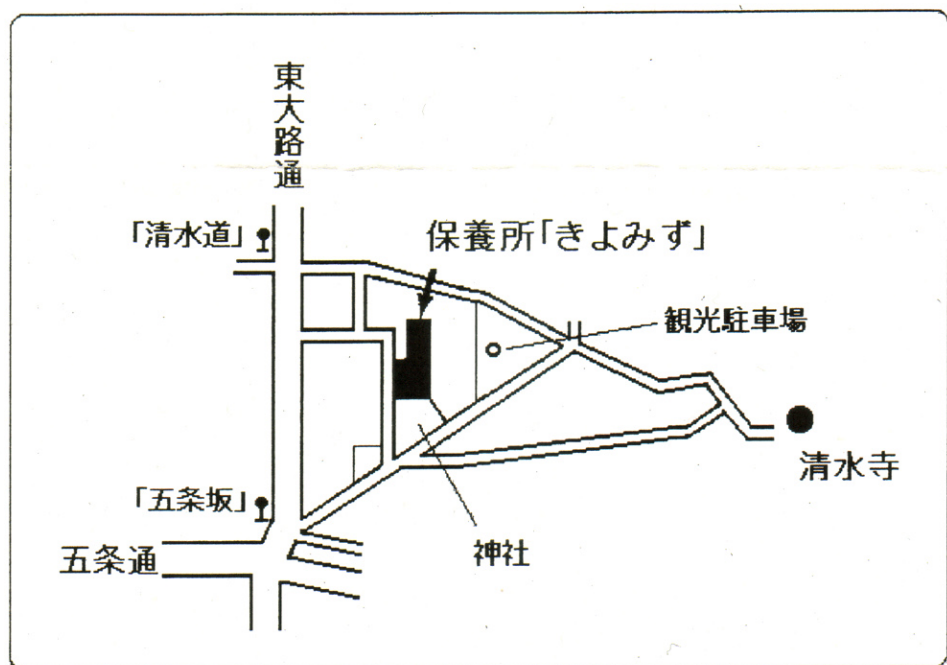 東大路通
「清水道」
保養所「きよみず」
観光駐車場
清水寺
「五条坂」
五条通
神社